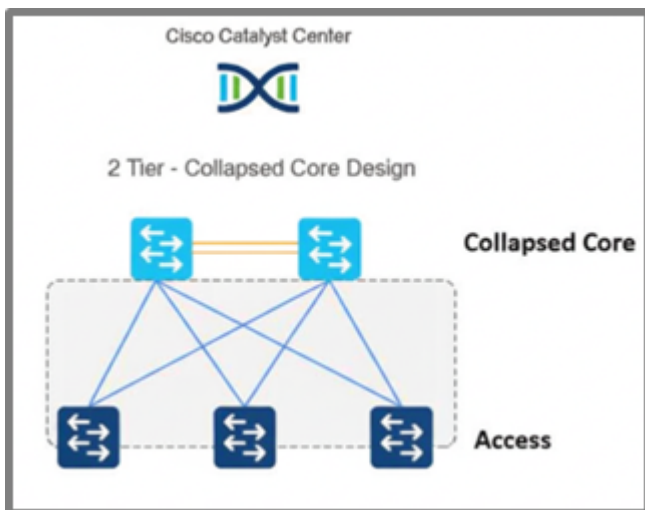 Cisco Catalyst Center
2 Tier - Collapsed Core Design
Collapsed Core
Access